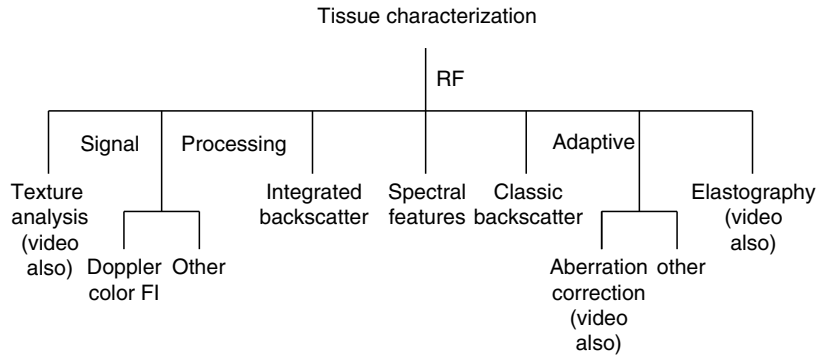 Tissue characterization
RF
Signal Processing
Adaptive
Texture
analysis
(video
also)
Doppler
color FI
Other
Integrated
backscatter
Spectral
features
Classic
backscatter
Aberration
correction
(video
also)
other
Elastography
(video
also)